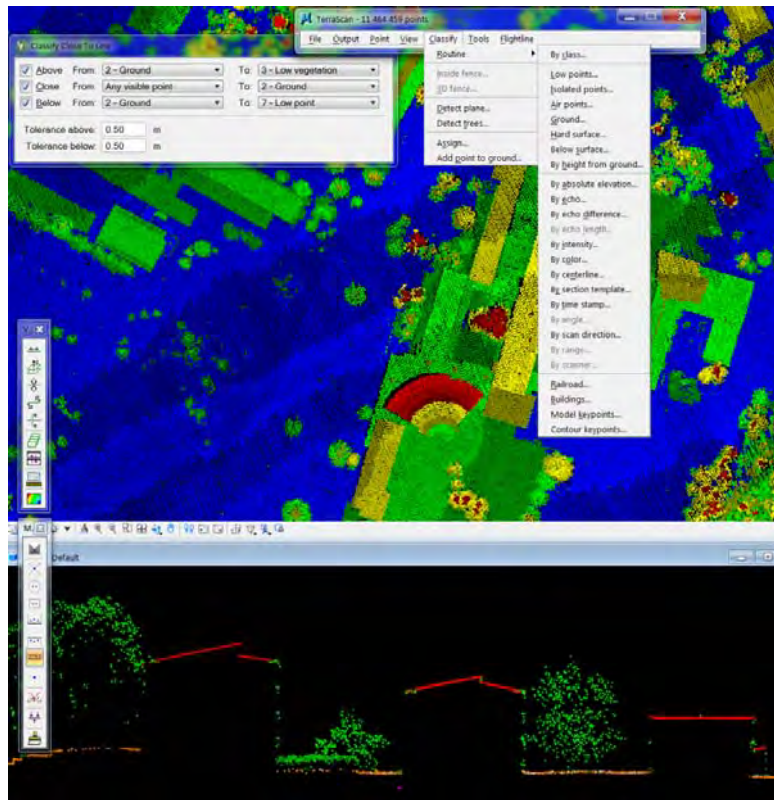 TerraScan - 11 464 459 points
File Output Point View Classify Tools Flightline
Classify Close To Line
Above From: 2 - Ground To: 3 - Low vegetation
Close From: Any visible point To: 2 - Ground
Below From: 2 - Ground To: 7 - Low point
Tolerance above: 0.50 m
Tolerance below: 0.50 m
Routine
Inside fence...
3D fence...
Detect plane...
Detect trees...
Assign...
Add point to ground...
By class...
Low points...
Isolated points...
Air points...
Ground...
Hard surface...
Below surface...
By height from ground...
By absolute elevation...
By echo...
By echo difference...
By echo length...
By intensity...
By color...
By centerline...
By section template...
By time stamp...
By angle...
By scan direction...
By range...
By scanner...
Railroad...
Buildings...
Model keypoints...
Contour keypoints...
Default